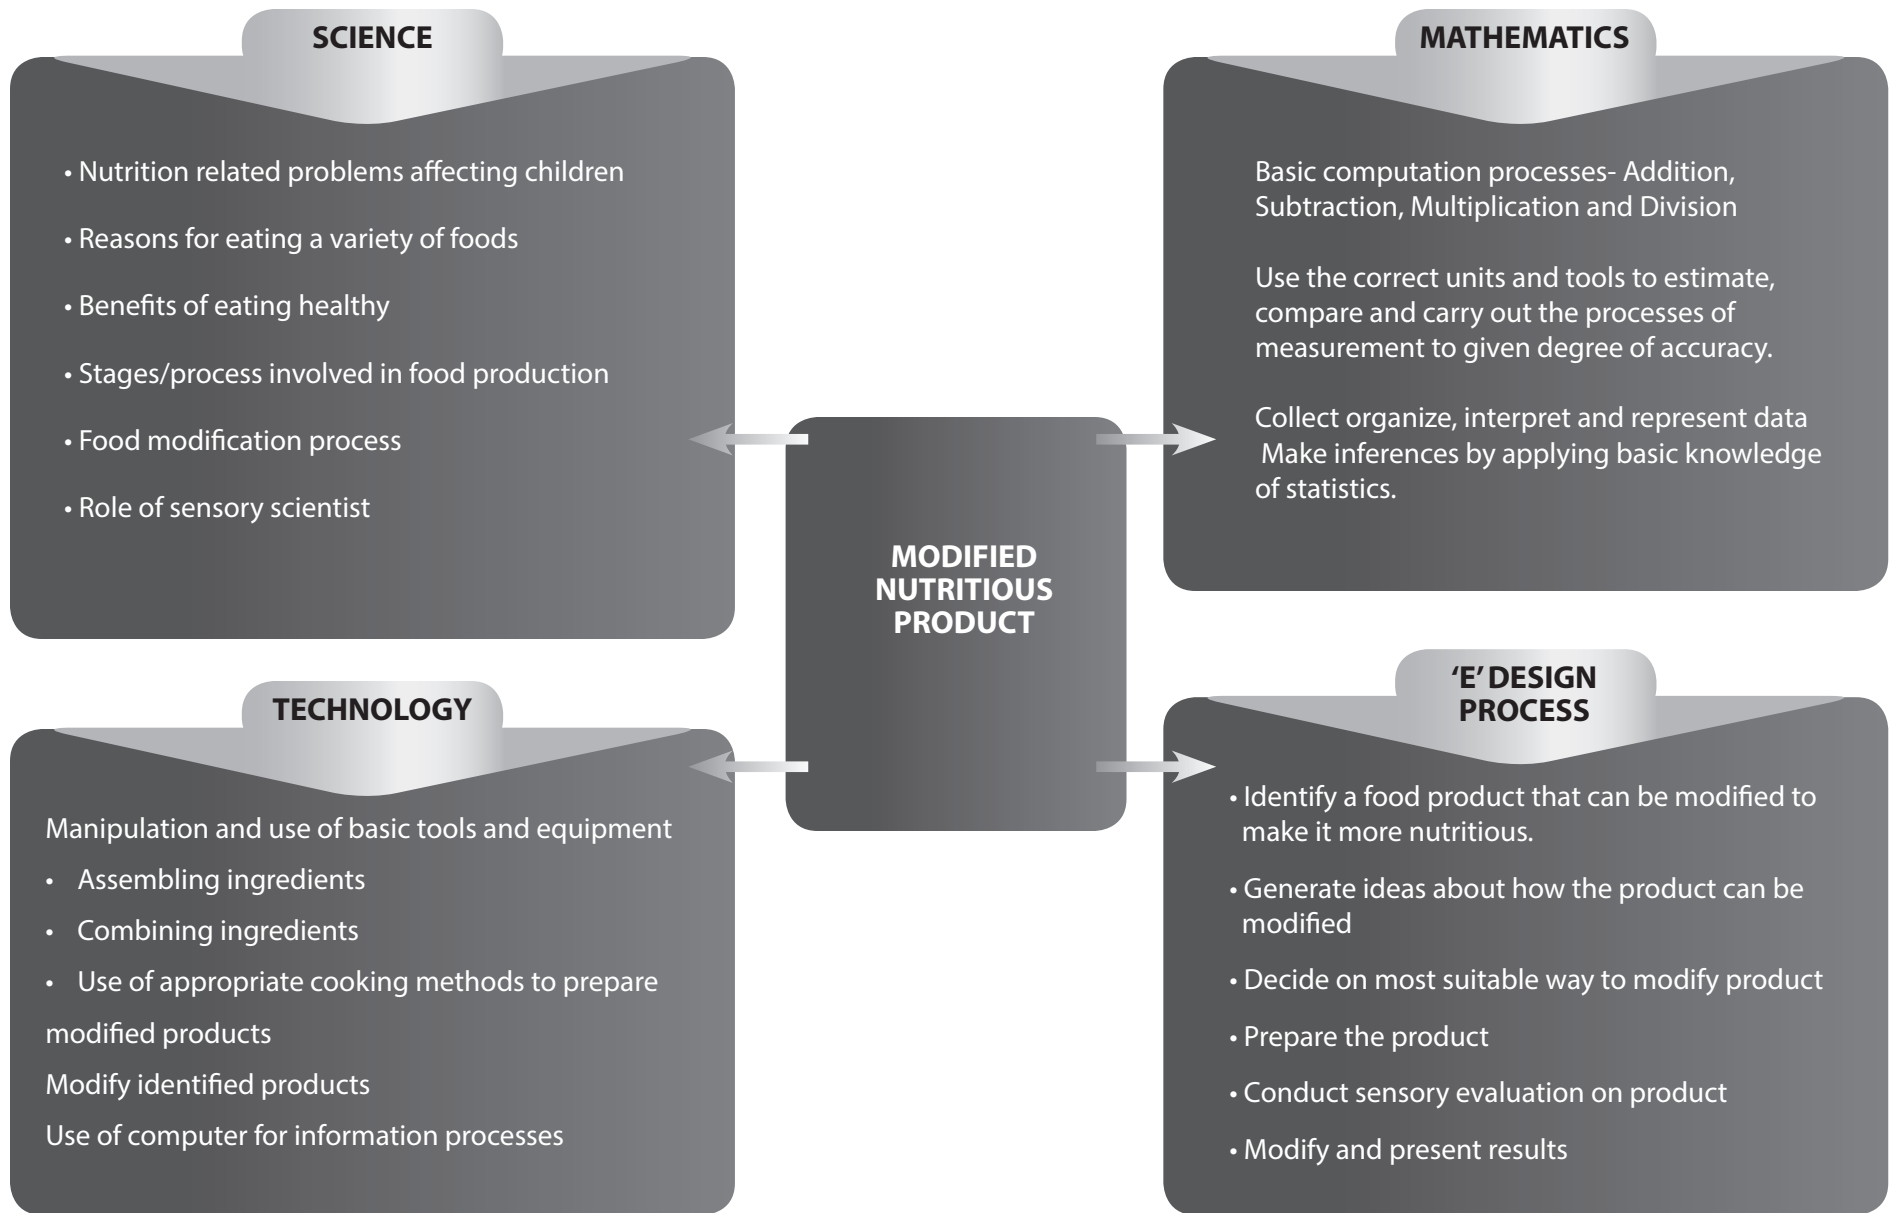 SCIENCE
• Nutrition related problems affecting children
• Reasons for eating a variety of foods
• Benefits of eating healthy
• Stages/process involved in food production
• Food modification process
• Role of sensory scientist
MATHEMATICS
Basic computation processes- Addition,
Subtraction, Multiplication and Division
Use the correct units and tools to estimate,
compare and carry out the processes of
measurement to given degree of accuracy.
Collect organize, interpret and represent data
Make inferences by applying basic knowledge
of statistics.
MODIFIED
NUTRITIOUS
PRODUCT
TECHNOLOGY
Manipulation and use of basic tools and equipment
• Assembling ingredients
• Combining ingredients
• Use of appropriate cooking methods to prepare
modified products
Modify identified products
Use of computer for information processes
‘E’ DESIGN
PROCESS
• Identify a food product that can be modified to
make it more nutritious.
• Generate ideas about how the product can be
modified
• Decide on most suitable way to modify product
• Prepare the product
• Conduct sensory evaluation on product
• Modify and present results